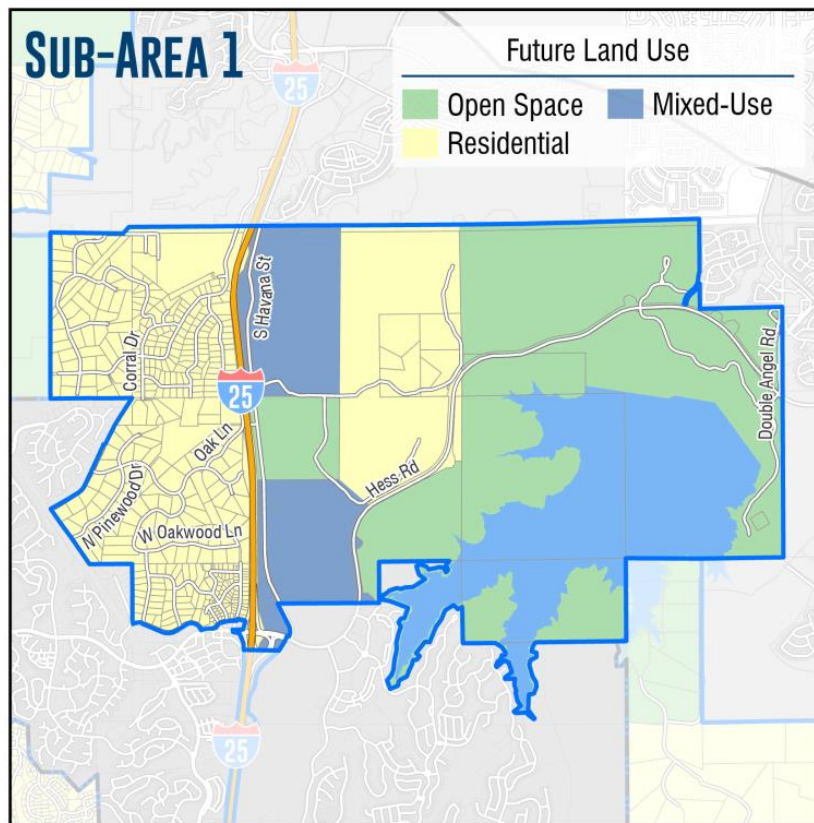 SUB-AREA 1
Future Land Use
Open Space
Mixed-Use
Residential
25
S Havana St
Corral Dr
25
Oak Ln
Double Angel Rd
Hess Rd
N Pinewood Dr
W Oakwood Ln
25